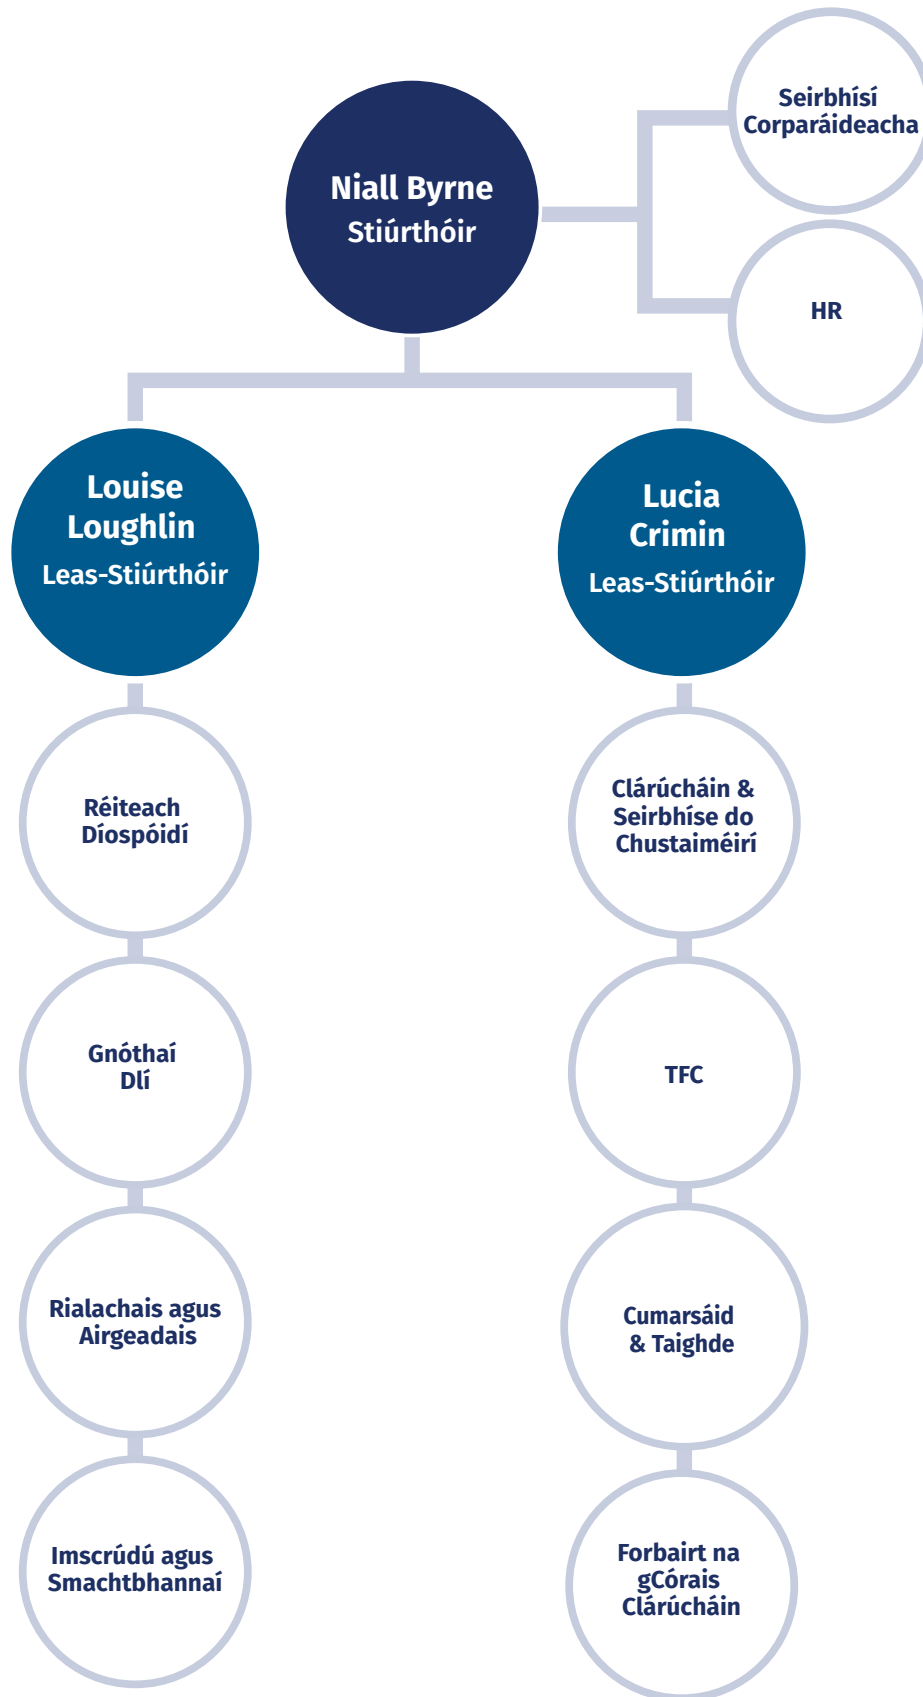 Seirbhísí
Corparáideacha
Niall Byrne
Stiúrthóir
HR
Louise
Loughlin
Leas-Stiúrthóir
Lucia
Crimin
Leas-Stiúrthóir
Réiteach
Díospóidí
Gnóthaí
Dlí
Rialachais agus
Airgeadais
Imscrúdú agus
Smachtbhannaí
Clárúcháin &
Seirbhíse do
Chustaiméirí
TFC
Cumarsáid
& Taighde
Forbairt na
gCórais
Clárúcháin